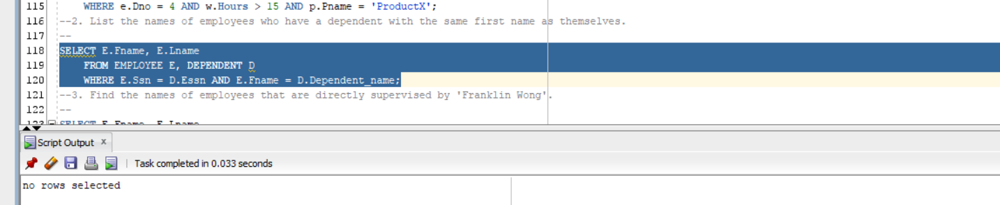 115 WHERE e.Dno = 4 AND w.Hours > 15 AND p.Pname = 'ProductX';
116 --2. List the names of employees who have a dependent with the same first name as themselves.
117 --
118 SELECT E.Fname, E.Lname
119 FROM EMPLOYEE E, DEPENDENT D
120 WHERE E.Ssn = D.Essn AND E.Fname = D.Dependent_name;
121 --3. Find the names of employees that are directly supervised by 'Franklin Wong'.
122 --
123 SELECT E.Fname, E.Lname
Script Output x
Task completed in 0.033 seconds
no rows selected